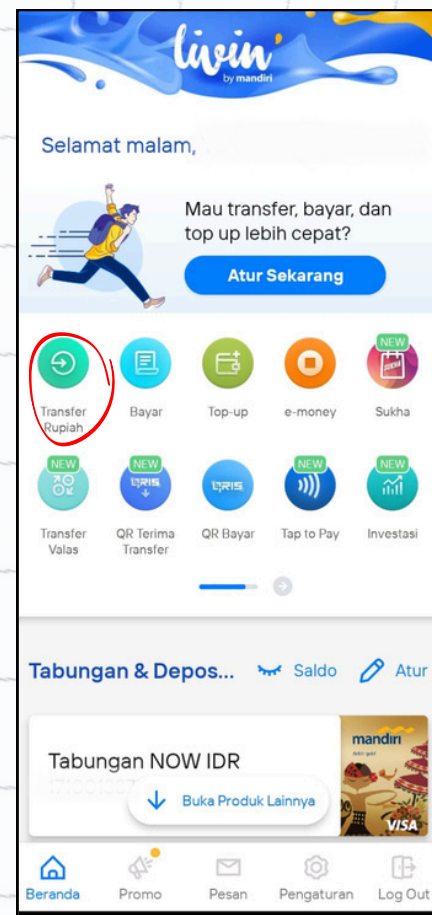 livin'
by mandiri
Selamat malam,
Mau transfer, bayar, dan
top up lebih cepat?
Atur Sekarang
NEW
SUKHA
Transfer
Rupiah
Bayar
Top-up
e-money
Sukha
NEW
NEW
QRIS
QRIS
NEW
NEW
Transfer
Valas
QR Terima
Transfer
QR Bayar
Tap to Pay
Investasi
Tabungan & Depos...
Saldo
Atur
Tabungan NOW IDR
Buka Produk Lainnya
mandiri
VISA
Beranda
Promo
Pesan
Pengaturan
Log Out